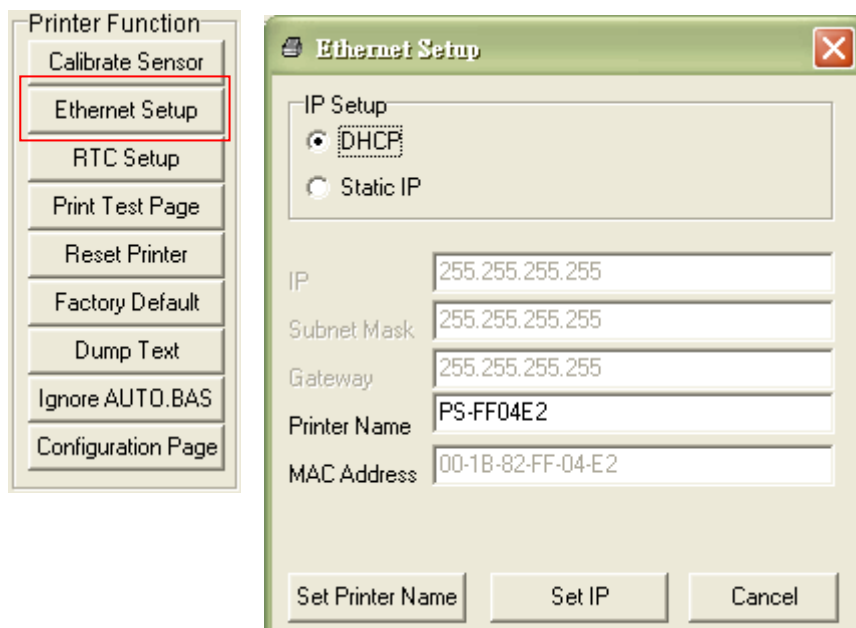 Printer Function
Calibrate Sensor
Ethernet Setup
RTC Setup
Print Test Page
Reset Printer
Factory Default
Dump Text
Ignore AUTO.BAS
Configuration Page
Ethernet Setup
IP Setup
DHCP
Static IP
IP 255.255.255.255
Subnet Mask 255.255.255.255
Gateway 255.255.255.255
Printer Name PS-FF04E2
MAC Address 00-1B-82-FF-04-E2
Set Printer Name Set IP Cancel